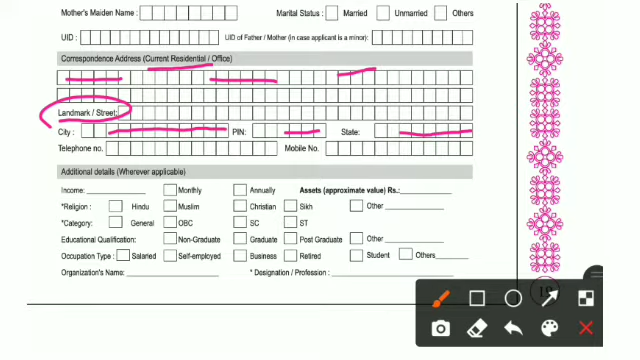 Mother's Maiden Name Marital Status : Married Unmarried Others
UID : UID of Father / Mother (in case applicant is a minor):
Correspondence Address (Current Residential / Office)
Landmark / Street:
City : PIN: State:
Telephone no. Mobile No.
Additional details (Wherever applicable)
Income: Monthly Annually Assets (approximate value) Rs.:
*Religion : Hindu Muslim Christian Sikh Other
*Category : General OBC SC ST
Educational Qualification: Non-Graduate Graduate Post Graduate Other
Occupation Type : Salaried Self-employed Business Retired Student Others
Organization's Name: * Designation / Profession :